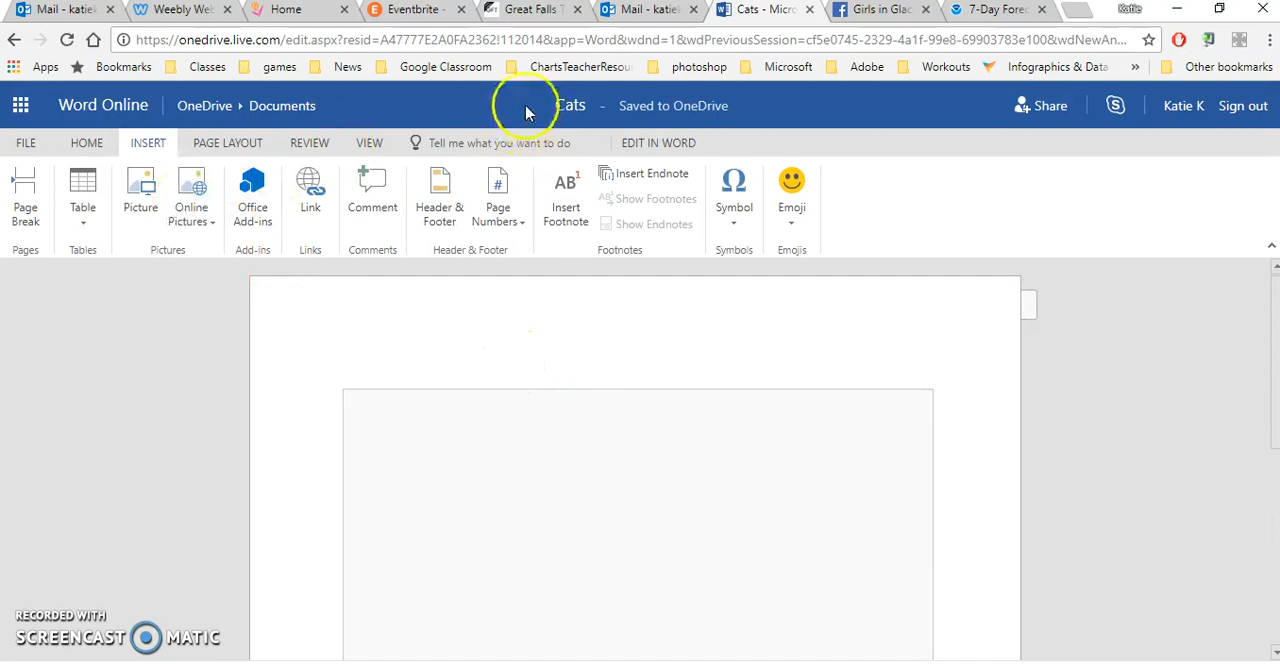 Mail - katiek
Weebly Web
Home
Eventbrite -
Great Falls T
Mail - katiek
Cats - Micro
Girls in Glac
7-Day Forec
Katie
https://onedrive.live.com/edit.aspx?resid=A47777E2A0FA2362!112014&app=Word&wdnd=1&wdPreviousSession=cf5e0745-2329-4a1f-99e8-69903783e100&wdNewAn...
Apps
Bookmarks
Classes
games
News
Google Classroom
ChartsTeacherResou
photoshop
Microsoft
Adobe
Workouts
Infographics & Data
»
Other bookmarks
Word Online
OneDrive ▸ Documents
Cats - Saved to OneDrive
Share
Katie K
Sign out
FILE
HOME
INSERT
PAGE LAYOUT
REVIEW
VIEW
Tell me what you want to do
EDIT IN WORD
Page
Break
Table
Picture
Online
Pictures
Office
Add-ins
Link
Comment
Header &
Footer
#
Page
Numbers
AB1
Insert
Footnote
Insert Endnote
Show Footnotes
Show Endnotes
Ω
Symbol
Emoji
Pages
Tables
Pictures
Add-ins
Links
Comments
Header & Footer
Footnotes
Symbols
Emojis
RECORDED WITH
SCREENCAST MATIC